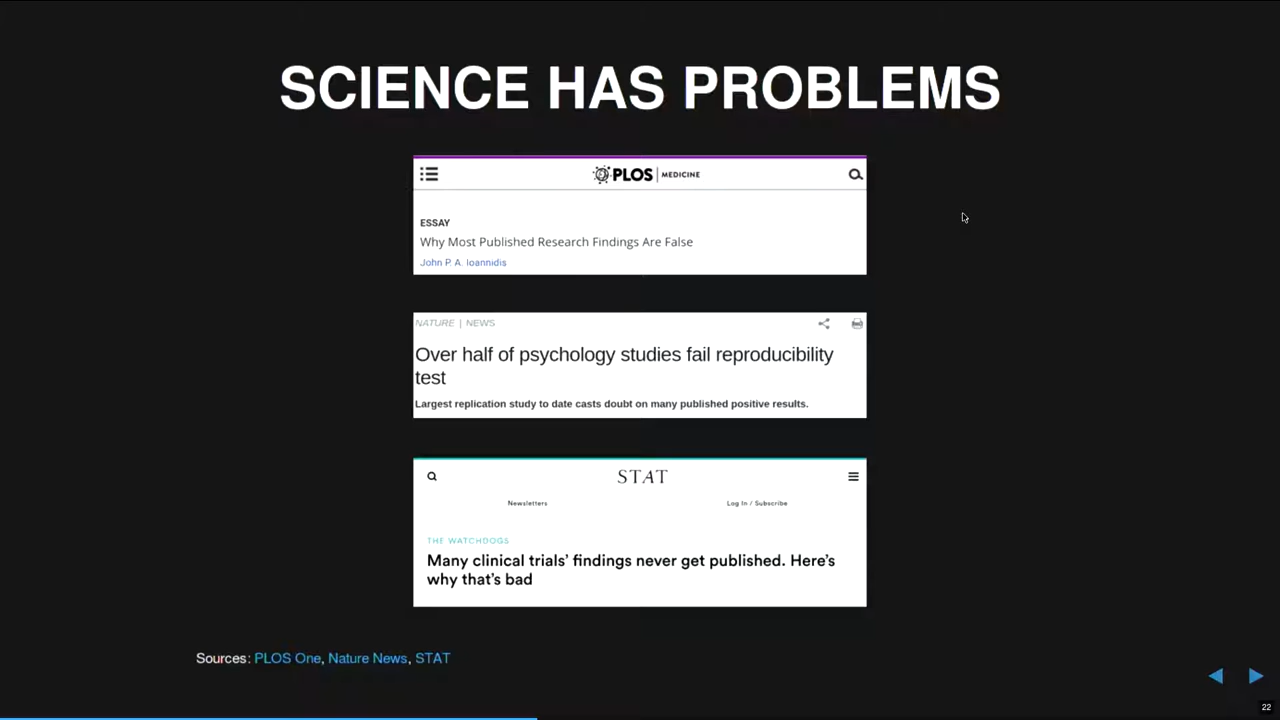 SCIENCE HAS PROBLEMS
PLOS | MEDICINE
ESSAY
Why Most Published Research Findings Are False
John P. A. Ioannidis
NATURE | NEWS
Over half of psychology studies fail reproducibility
test
Largest replication study to date casts doubt on many published positive results.
STAT
Newsletters Log In / Subscribe
THE WATCHDOGS
Many clinical trials’ findings never get published. Here’s
why that’s bad
Sources: PLOS One, Nature News, STAT
22